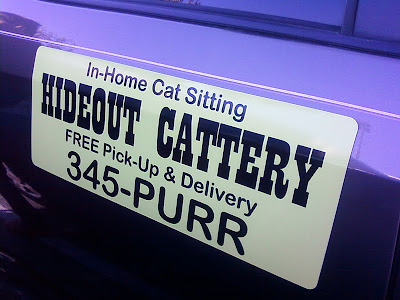 In-Home Cat Sitting
HIDEOUT CATTERY
FREE Pick-Up & Delivery
345-PURR